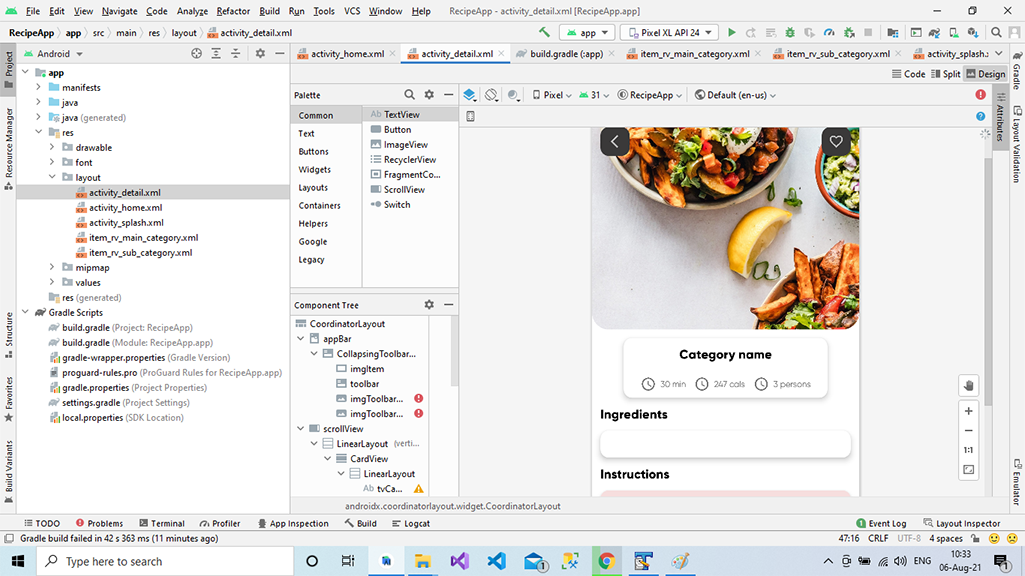 File Edit View Navigate Code Analyze Refactor Build Run Tools VCS Window Help RecipeApp - activity_detail.xml [RecipeApp.app]
RecipeApp app src main res layout activity_detail.xml app Pixel XL API 24
Project
Resource Manager
Structure
Favorites
Build Variants
Android
app
manifests
java
java (generated)
res
drawable
font
layout
activity_detail.xml
activity_home.xml
activity_splash.xml
item_rv_main_category.xml
item_rv_sub_category.xml
mipmap
values
res (generated)
Gradle Scripts
build.gradle (Project: RecipeApp)
build.gradle (Module: RecipeApp.app)
gradle-wrapper.properties (Gradle Version)
proguard-rules.pro (ProGuard Rules for RecipeApp.app)
gradle.properties (Project Properties)
settings.gradle (Project Settings)
local.properties (SDK Location)
activity_home.xml activity_detail.xml build.gradle (:app) item_rv_main_category.xml item_rv_sub_category.xml activity_splash.
Code Split Design
Palette
Common
Text
Buttons
Widgets
Layouts
Containers
Helpers
Google
Legacy
Ab TextView
Button
ImageView
RecyclerView
FragmentCo...
ScrollView
Switch
Component Tree
CoordinatorLayout
appBar
CollapsingToolbar...
imgItem
toolbar
imgToolbar...
imgToolbar...
scrollView
LinearLayout (verti...
CardView
LinearLayout
Ab tvCa...
Pixel 31 RecipeApp Default (en-us)
Category name
30 min 247 cals 3 persons
Ingredients
Instructions
1:1
Gradle
Attributes
Layout Validation
Emulator
androidx.coordinatorlayout.widget.CoordinatorLayout
TODO Problems Terminal Profiler App Inspection Build Logcat 1 Event Log Layout Inspector
Gradle build failed in 42 s 363 ms (11 minutes ago) 47:16 CRLF UTF-8 4 spaces
Type here to search
1
ENG
10:33
06-Aug-21
1